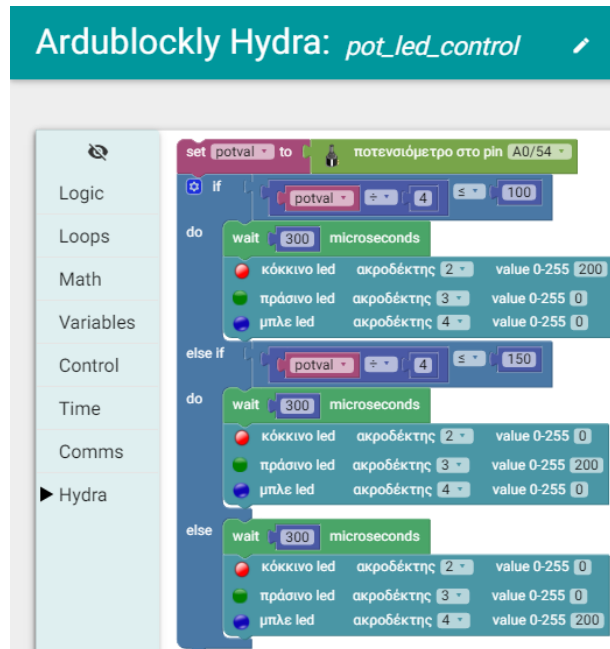 Ardublockly Hydra: pot_led_control
Logic
Loops
Math
Variables
Control
Time
Comms
Hydra
set potval to ποτενσιόμετρο στο pin A0/54
if potval ÷ 4 ≤ 100
do wait 300 microseconds
κόκκινο led ακροδέκτης 2 value 0-255 200
πράσινο led ακροδέκτης 3 value 0-255 0
μπλε led ακροδέκτης 4 value 0-255 0
else if potval ÷ 4 ≤ 150
do wait 300 microseconds
κόκκινο led ακροδέκτης 2 value 0-255 0
πράσινο led ακροδέκτης 3 value 0-255 200
μπλε led ακροδέκτης 4 value 0-255 0
else wait 300 microseconds
κόκκινο led ακροδέκτης 2 value 0-255 0
πράσινο led ακροδέκτης 3 value 0-255 0
μπλε led ακροδέκτης 4 value 0-255 200